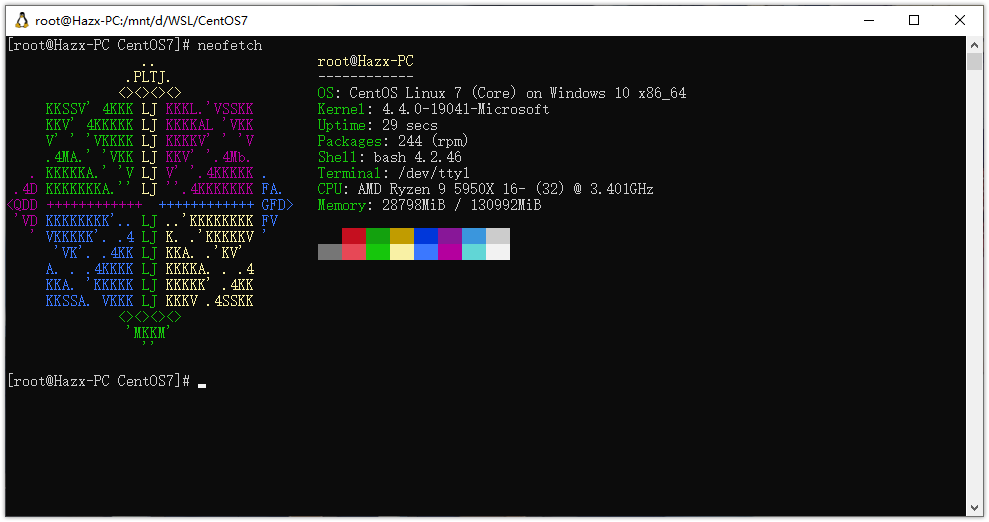 root@Hazx-PC:/mnt/d/WSL/CentOS7
[root@Hazx-PC CentOS7]# neofetch
                 ..
               .PLTJ.
              <><><><>
     KKSSV' 4KKK LJ KKKL.'VSSKK
     KKV' 4KKKKK LJ KKKKAL 'VKK
     V' ' 'VKKKK LJ KKKKV' ' 'V
     .4MA.' 'VKK LJ KKV' '.4Mb.
   . KKKKKA.' 'V LJ V' '.4KKKKK .
 .4D KKKKKKKA.'' LJ ''.4KKKKKKK FA.
<QDD ++++++++++++  ++++++++++++ GFD>
 'VD KKKKKKKK'.. LJ ..'KKKKKKKK FV
   ' VKKKKK'. .4 LJ K. .'KKKKKV '
      'VK'. .4KK LJ KKA. .'KV'
     A. . .4KKKK LJ KKKKA. . .4
     KKA. 'KKKKK LJ KKKKK' .4KK
     KKSSA. VKKK LJ KKKV .4SSKK
              <><><><>
               'MKKM'
                 ''
root@Hazx-PC
------------
OS: CentOS Linux 7 (Core) on Windows 10 x86_64
Kernel: 4.4.0-19041-Microsoft
Uptime: 29 secs
Packages: 244 (rpm)
Shell: bash 4.2.46
Terminal: /dev/tty1
CPU: AMD Ryzen 9 5950X 16- (32) @ 3.401GHz
Memory: 28798MiB / 130992MiB
[root@Hazx-PC CentOS7]#